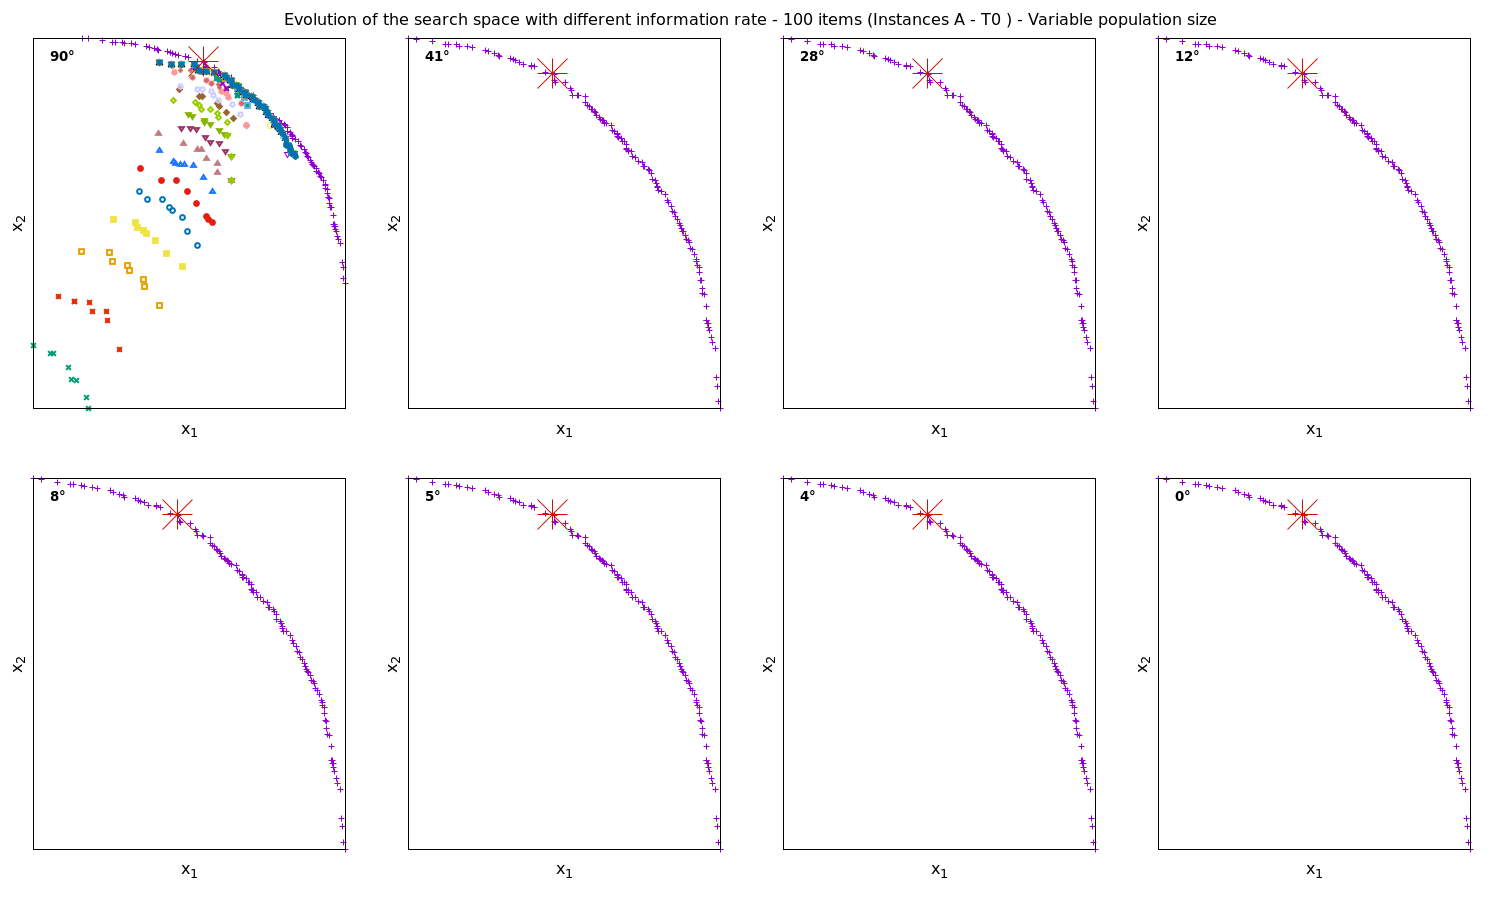 Evolution of the search space with different information rate - 100 items (Instances A - T0 ) - Variable population size
90°
41°
28°
12°
x2
x2
x2
x2
x1
x1
x1
x1
8°
5°
4°
0°
x2
x2
x2
x2
x1
x1
x1
x1